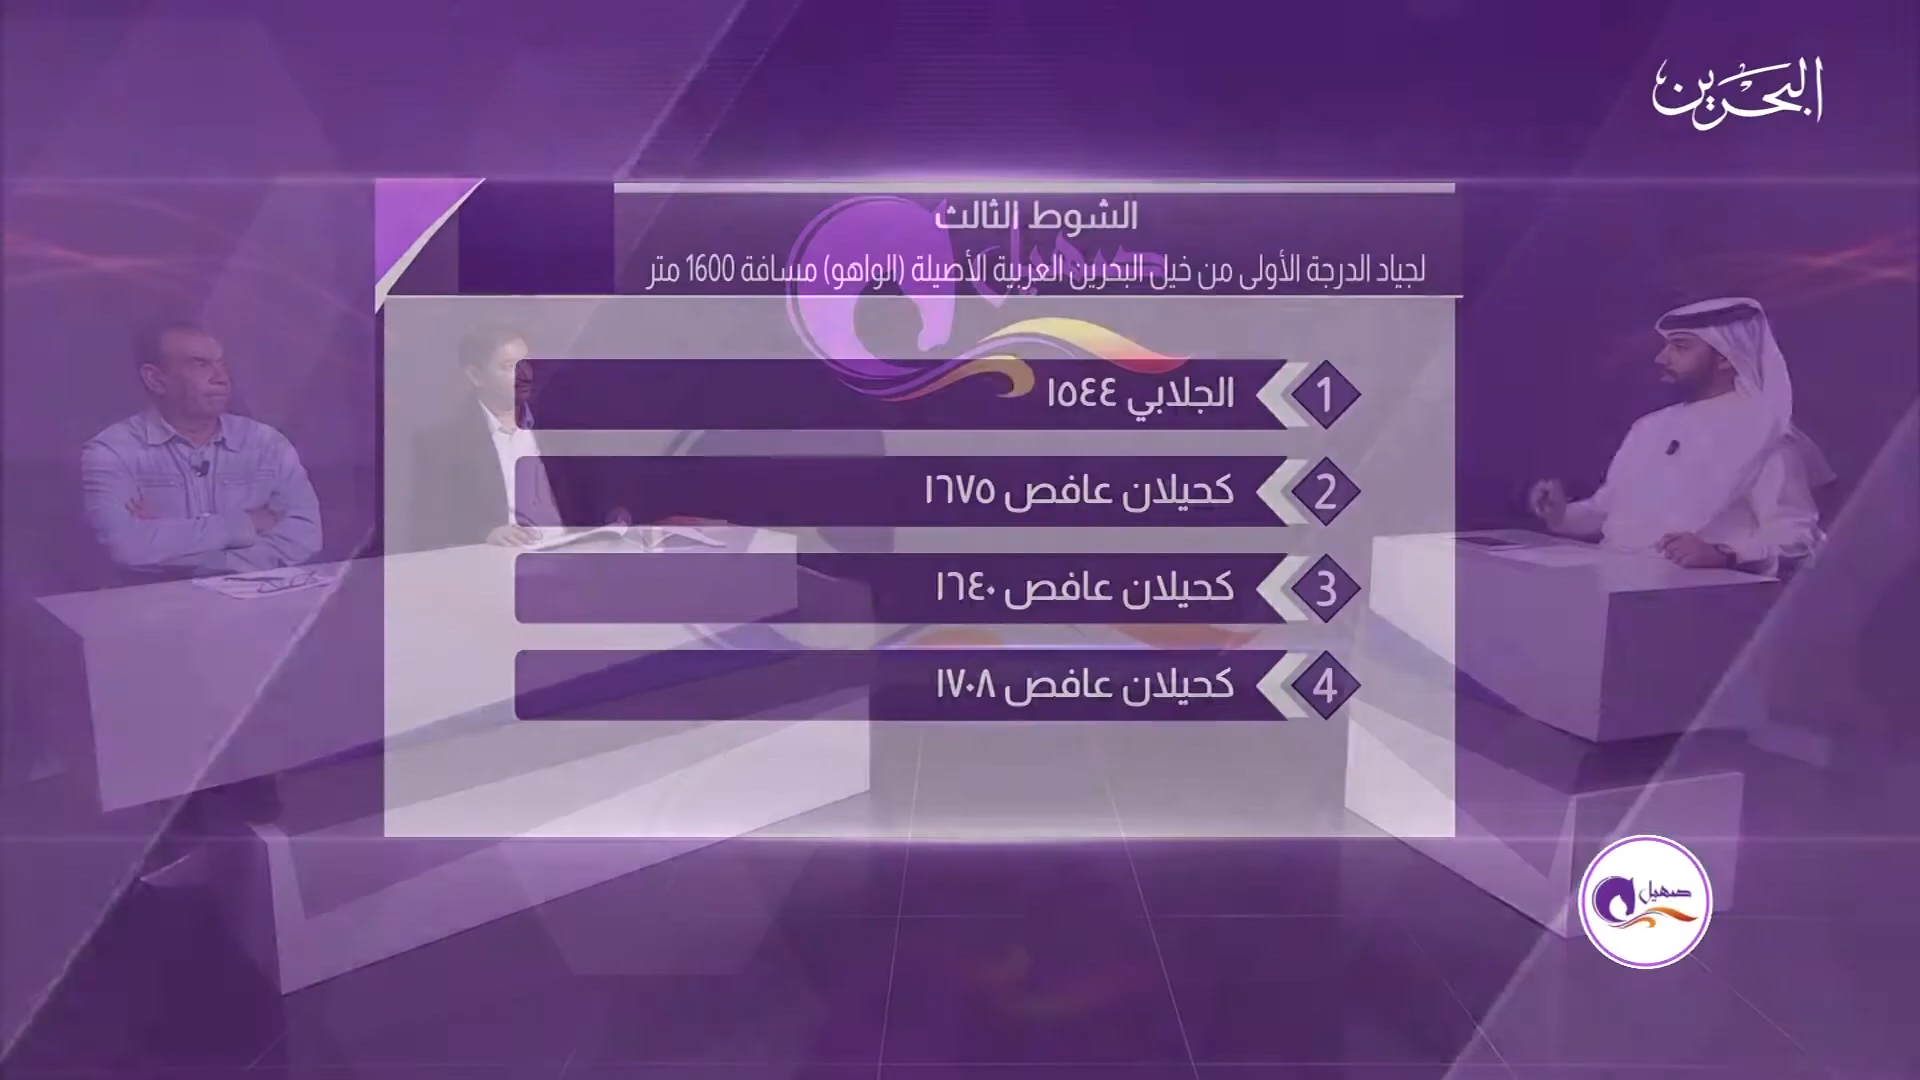 البحرين
الشوط الثالث
لجياد الدرجة الأولى من خيل البحرين العربية الأصيلة (الواهو) مسافة 1600 متر
صهيل
1 الجلابي ١٥٤٤
2 كحيلان عافص ١٦٧٥
3 كحيلان عافص ١٦٤٠
4 كحيلان عافص ١٧٠٨
صهيل